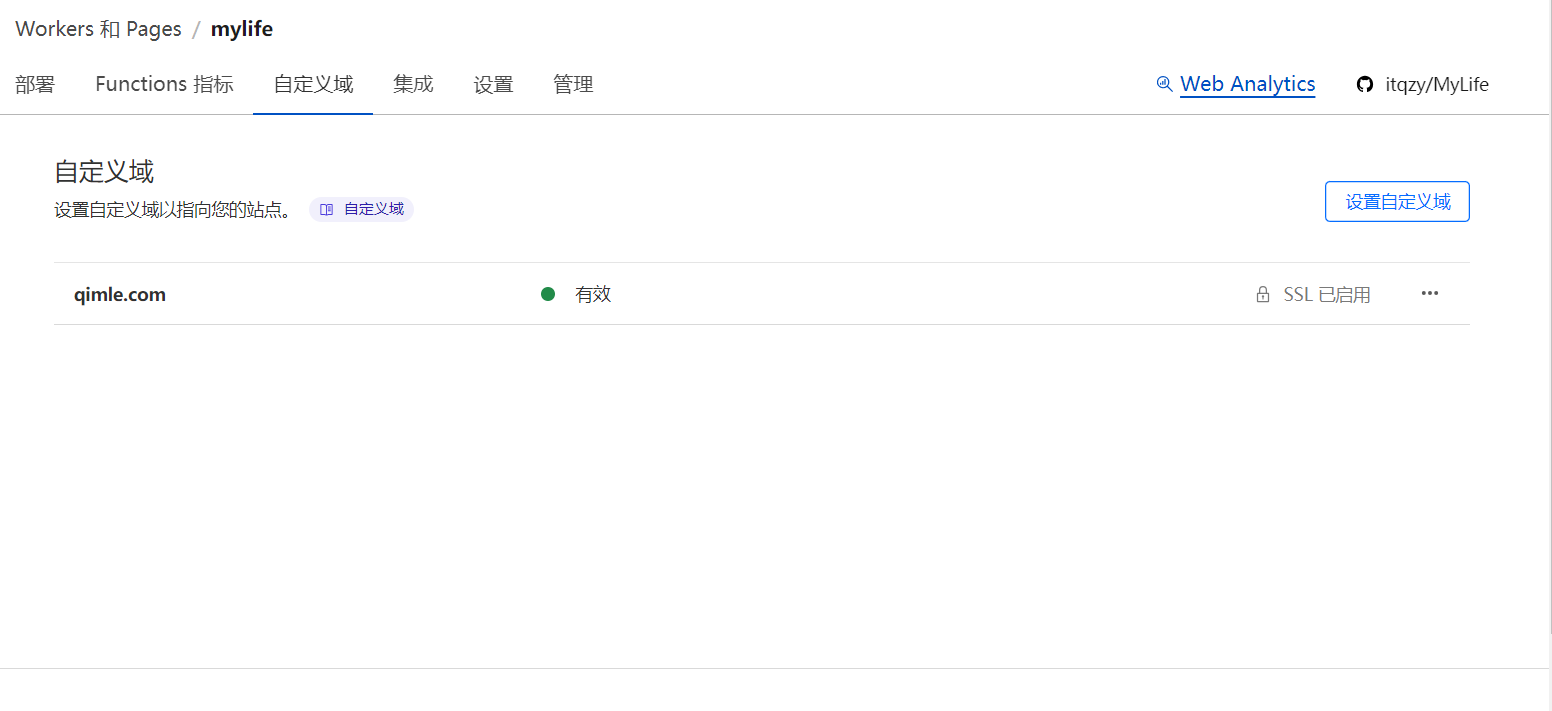 Workers 和 Pages / mylife
部署 Functions 指标 自定义域 集成 设置 管理 Web Analytics itqzy/MyLife
自定义域
设置自定义域以指向您的站点。 自定义域
设置自定义域
qimle.com 有效 SSL 已启用 ···